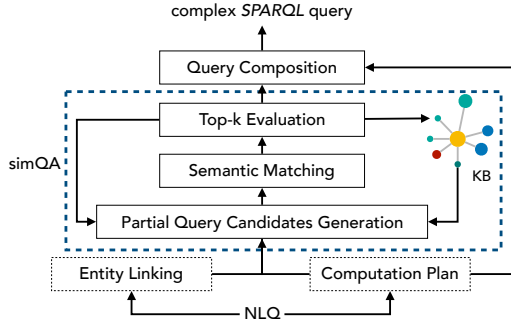 complex SPARQL query
Query Composition
Top-k Evaluation
simQA
KB
Semantic Matching
Partial Query Candidates Generation
Entity Linking
Computation Plan
NLQ